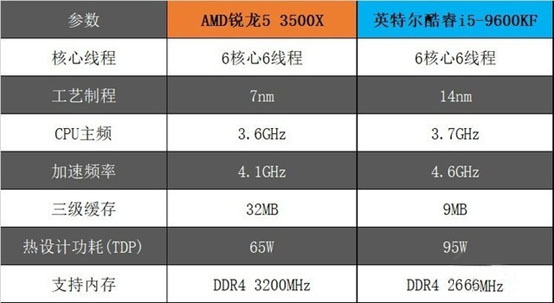 参数 AMD锐龙5 3500X 英特尔酷睿i5-9600KF
核心线程 6核心6线程 6核心6线程
工艺制程 7nm 14nm
CPU主频 3.6GHz 3.7GHz
加速频率 4.1GHz 4.6GHz
三级缓存 32MB 9MB
热设计功耗(TDP) 65W 95W
支持内存 DDR4 3200MHz DDR4 2666MHz